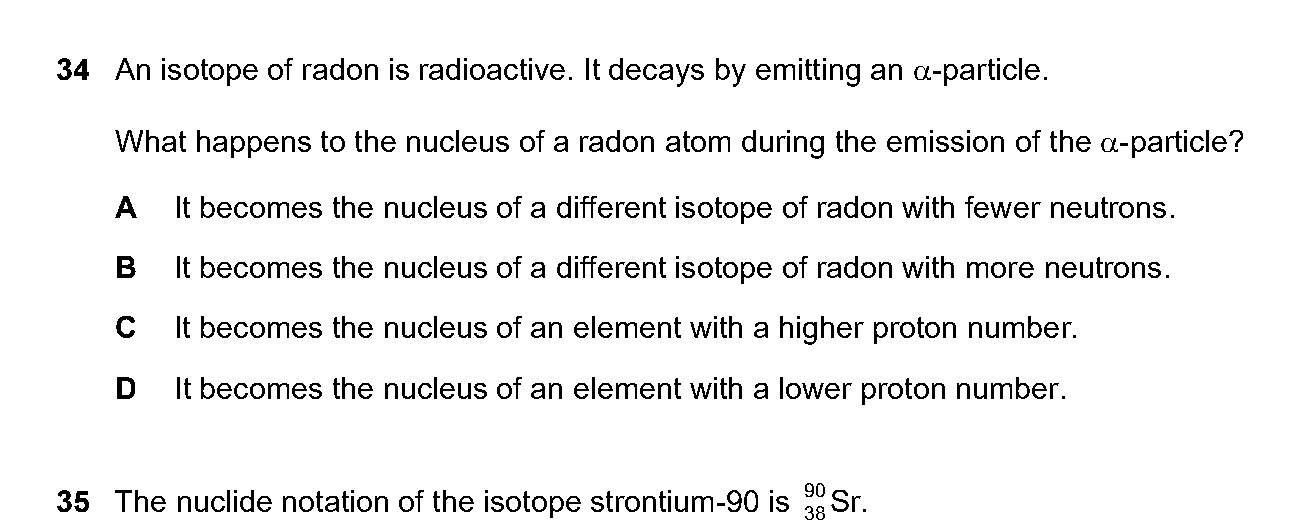 34 An isotope of radon is radioactive. It decays by emitting an α-particle.
What happens to the nucleus of a radon atom during the emission of the α-particle?
A It becomes the nucleus of a different isotope of radon with fewer neutrons.
B It becomes the nucleus of a different isotope of radon with more neutrons.
C It becomes the nucleus of an element with a higher proton number.
D It becomes the nucleus of an element with a lower proton number.
35 The nuclide notation of the isotope strontium-90 is ⁹⁰₃₈Sr.